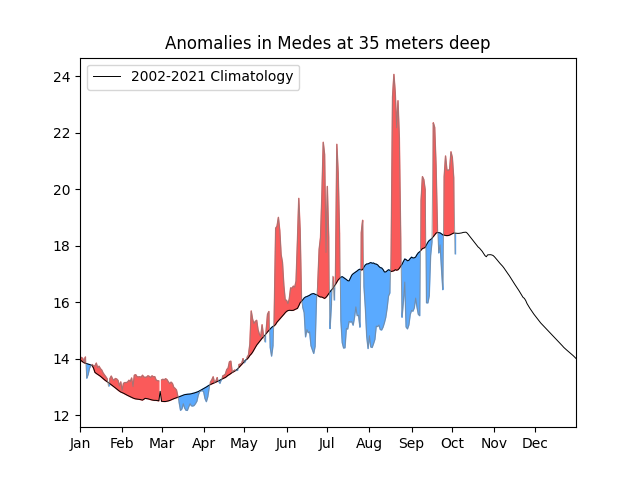 Anomalies in Medes at 35 meters deep
2002-2021 Climatology
24
22
20
18
16
14
12
Jan Feb Mar Apr May Jun Jul Aug Sep Oct Nov Dec